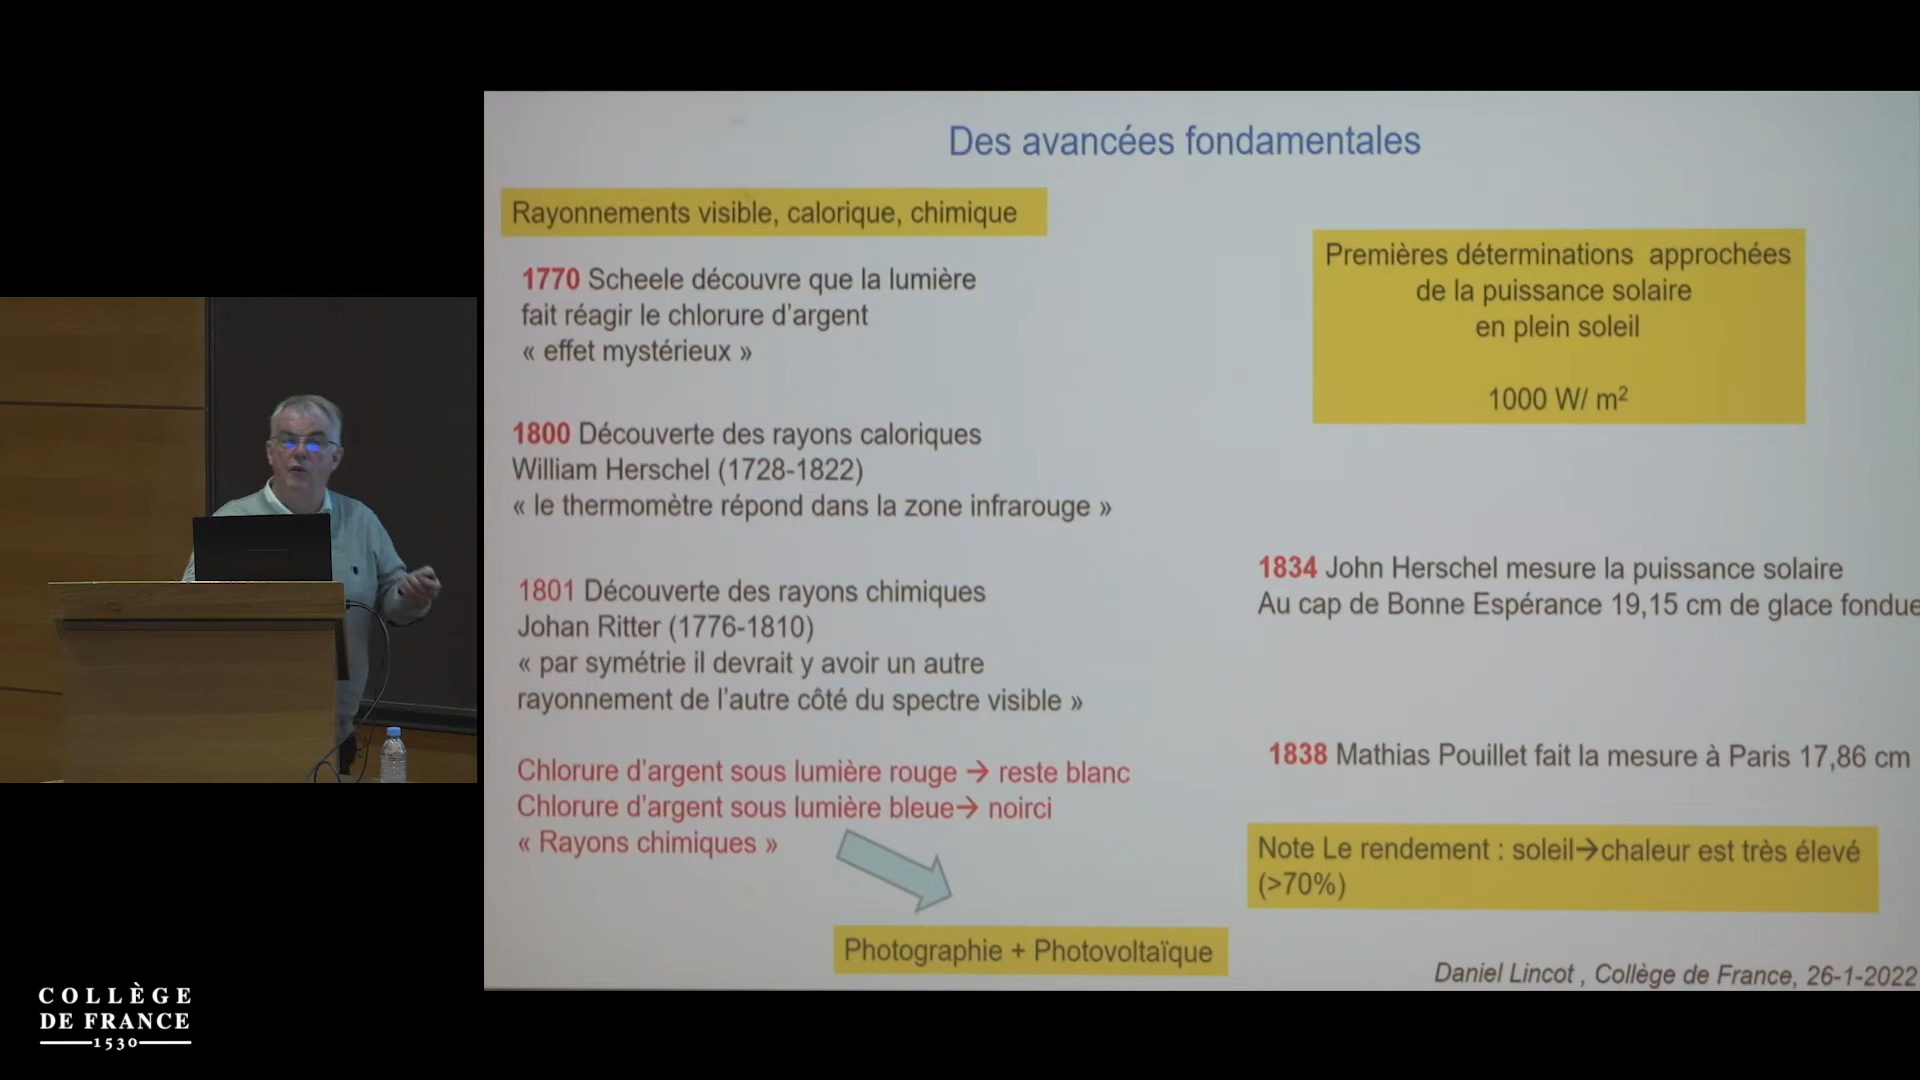 Des avancées fondamentales
Rayonnements visible, calorique, chimique
1770 Scheele découvre que la lumière
fait réagir le chlorure d'argent
« effet mystérieux »
1800 Découverte des rayons caloriques
William Herschel (1728-1822)
« le thermomètre répond dans la zone infrarouge »
1801 Découverte des rayons chimiques
Johan Ritter (1776-1810)
« par symétrie il devrait y avoir un autre
rayonnement de l'autre côté du spectre visible »
Chlorure d'argent sous lumière rouge → reste blanc
Chlorure d'argent sous lumière bleue→ noirci
« Rayons chimiques »
Photographie + Photovoltaïque
Premières déterminations approchées
de la puissance solaire
en plein soleil
1000 W/ m²
1834 John Herschel mesure la puissance solaire
Au cap de Bonne Espérance 19,15 cm de glace fondue
1838 Mathias Pouillet fait la mesure à Paris 17,86 cm
Note Le rendement : soleil→chaleur est très élevé
(>70%)
Daniel Lincot , Collège de France, 26-1-2022
COLLÈGE
DE FRANCE
1530